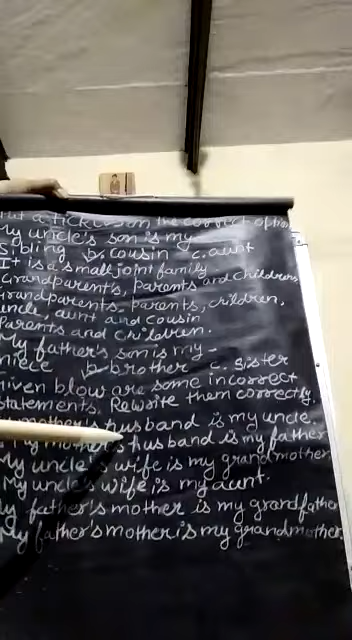 Put a tick on the correct option
My uncle's son is my —
Sibling b. cousin c. aunt
It is a small joint family
Grandparents, parents and childrens
Grandparents, parents, children,
uncle, aunt and cousin
Parents and children.
My father's son is my -
niece b. brother c. sister
Given blow are some incorrect
statements. Rewrite them correctly.
mother's husband is my uncle.
My mother's husband is my father
My uncle's wife is my grandmother
My uncle's wife is my aunt.
My father's mother is my grandfather
My father's mother is my grandmother.